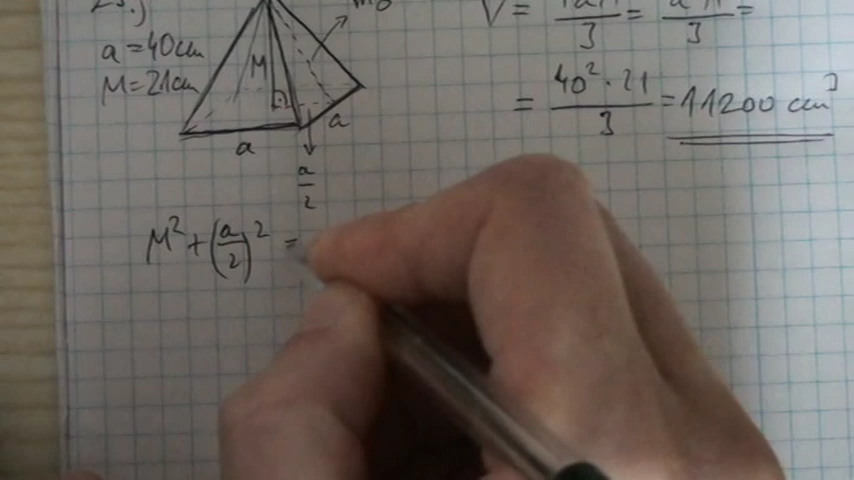 a = 40cm
M = 21cm
M
a
a
a/2
V = /3 = /3 =
= 40² · 21/3 = 11200 cm³
M² + (a/2)² =